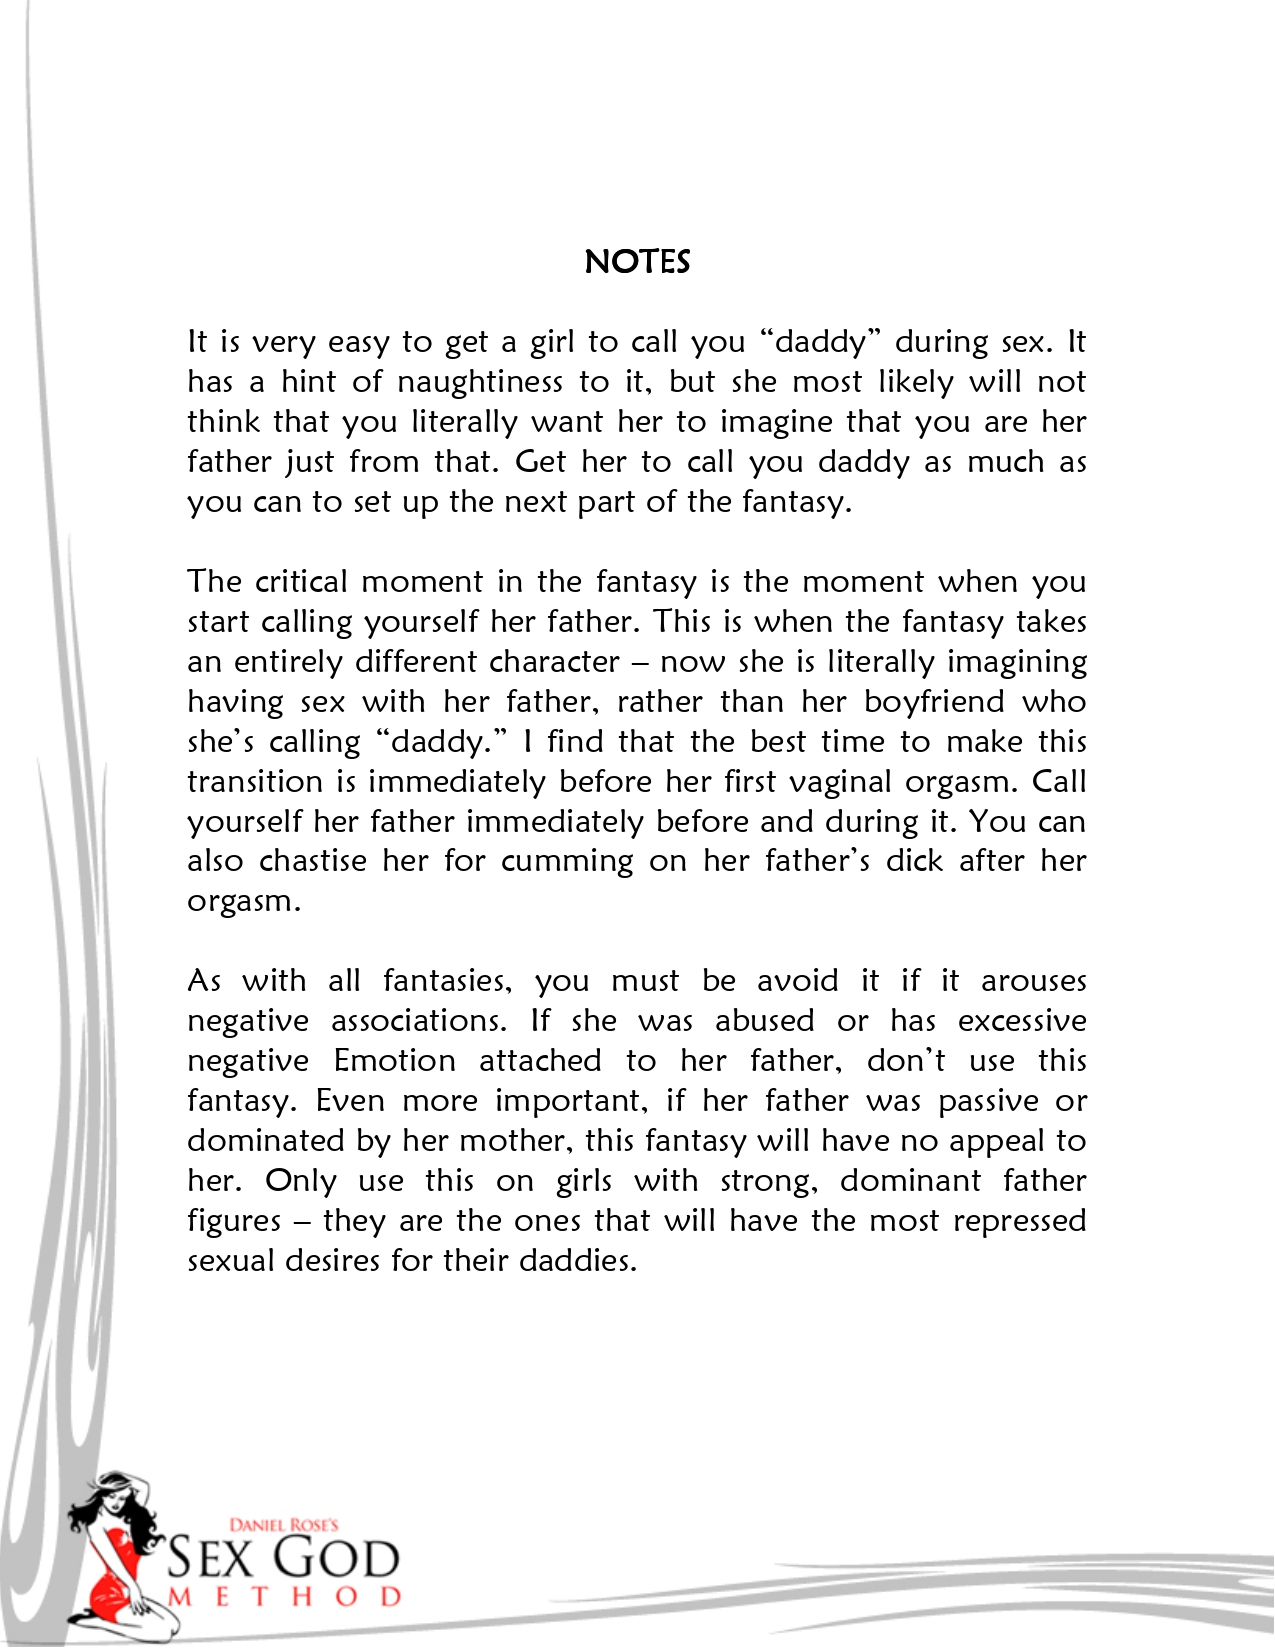 NOTES
It is very easy to get a girl to call you “daddy” during sex. It
has a hint of naughtiness to it, but she most likely will not
think that you literally want her to imagine that you are her
father just from that. Get her to call you daddy as much as
you can to set up the next part of the fantasy.
The critical moment in the fantasy is the moment when you
start calling yourself her father. This is when the fantasy takes
an entirely different character – now she is literally imagining
having sex with her father, rather than her boyfriend who
she’s calling “daddy.” I find that the best time to make this
transition is immediately before her first vaginal orgasm. Call
yourself her father immediately before and during it. You can
also chastise her for cumming on her father’s dick after her
orgasm.
As with all fantasies, you must be avoid it if it arouses
negative associations. If she was abused or has excessive
negative Emotion attached to her father, don’t use this
fantasy. Even more important, if her father was passive or
dominated by her mother, this fantasy will have no appeal to
her. Only use this on girls with strong, dominant father
figures – they are the ones that will have the most repressed
sexual desires for their daddies.
DANIEL ROSE’S
SEX GOD
METHOD